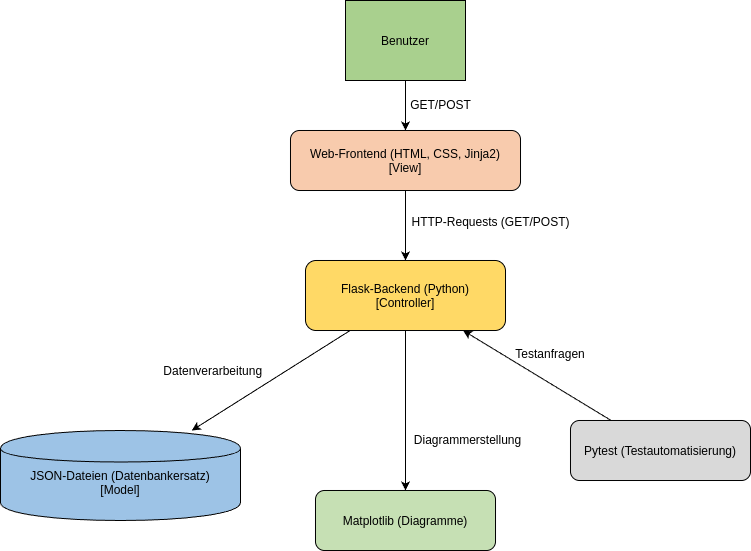 Benutzer
GET/POST
Web-Frontend (HTML, CSS, Jinja2)
[View]
HTTP-Requests (GET/POST)
Flask-Backend (Python)
[Controller]
Testanfragen
Datenverarbeitung
Diagrammerstellung
Pytest (Testautomatisierung)
JSON-Dateien (Datenbankersatz)
[Model]
Matplotlib (Diagramme)